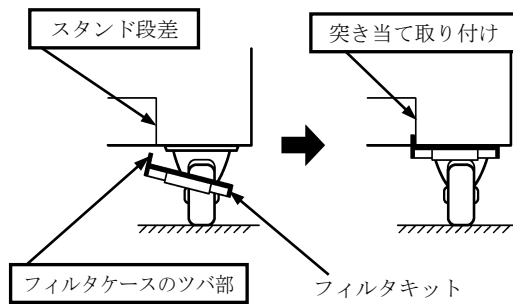 スタンド段差
突き当て取り付け
フィルタケースのツバ部
フィルタキット